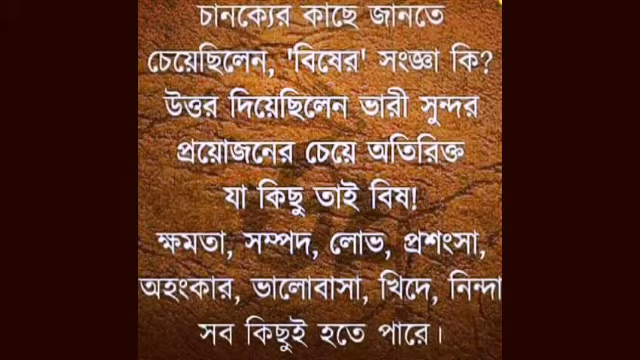 চানক্যের কাছে জানতে
চেয়েছিলেন, 'বিষের' সংজ্ঞা কি?
উত্তর দিয়েছিলেন ভারী সুন্দর
প্রয়োজনের চেয়ে অতিরিক্ত
যা কিছু তাই বিষ!
ক্ষমতা, সম্পদ, লোভ, প্রশংসা,
অহংকার, ভালোবাসা, খিদে, নিন্দা
সব কিছুই হতে পারে।